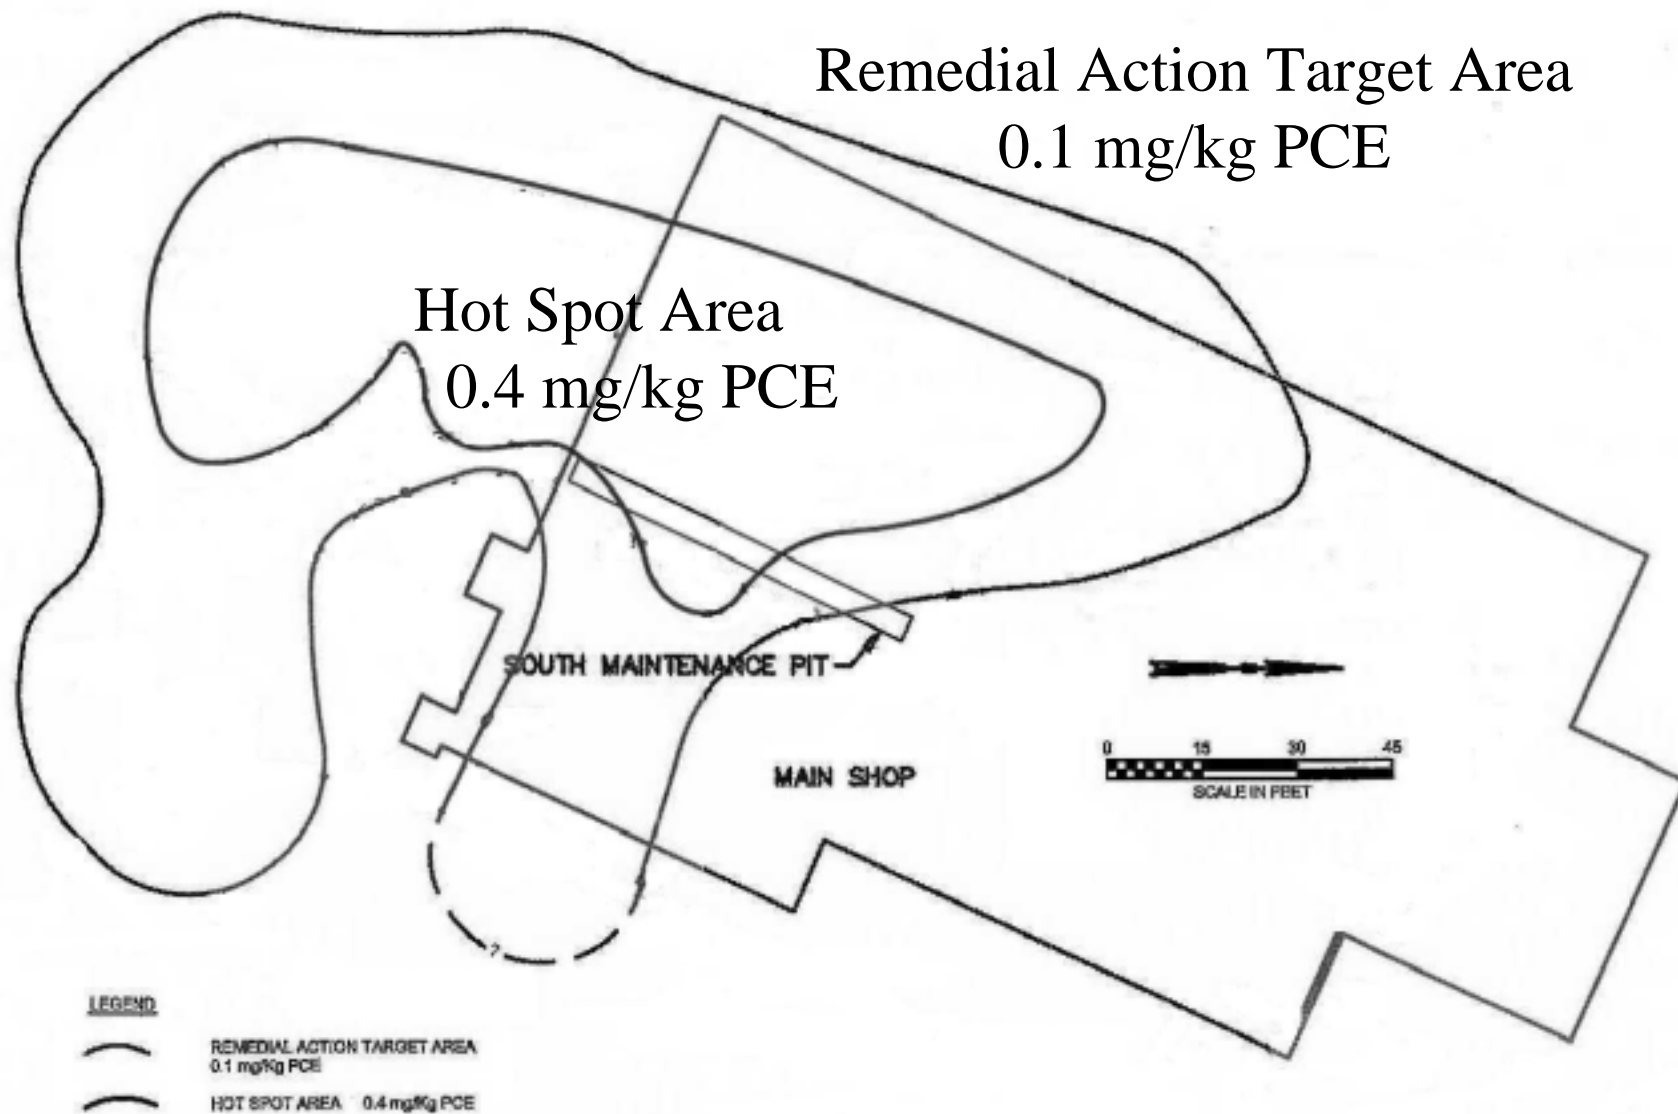 Remedial Action Target Area
0.1 mg/kg PCE
Hot Spot Area
0.4 mg/kg PCE
SOUTH MAINTENANCE PIT
MAIN SHOP
0 15 30 45
SCALE IN FEET
?
LEGEND
REMEDIAL ACTION TARGET AREA
0.1 mg/Kg PCE
HOT SPOT AREA 0.4 mg/Kg PCE